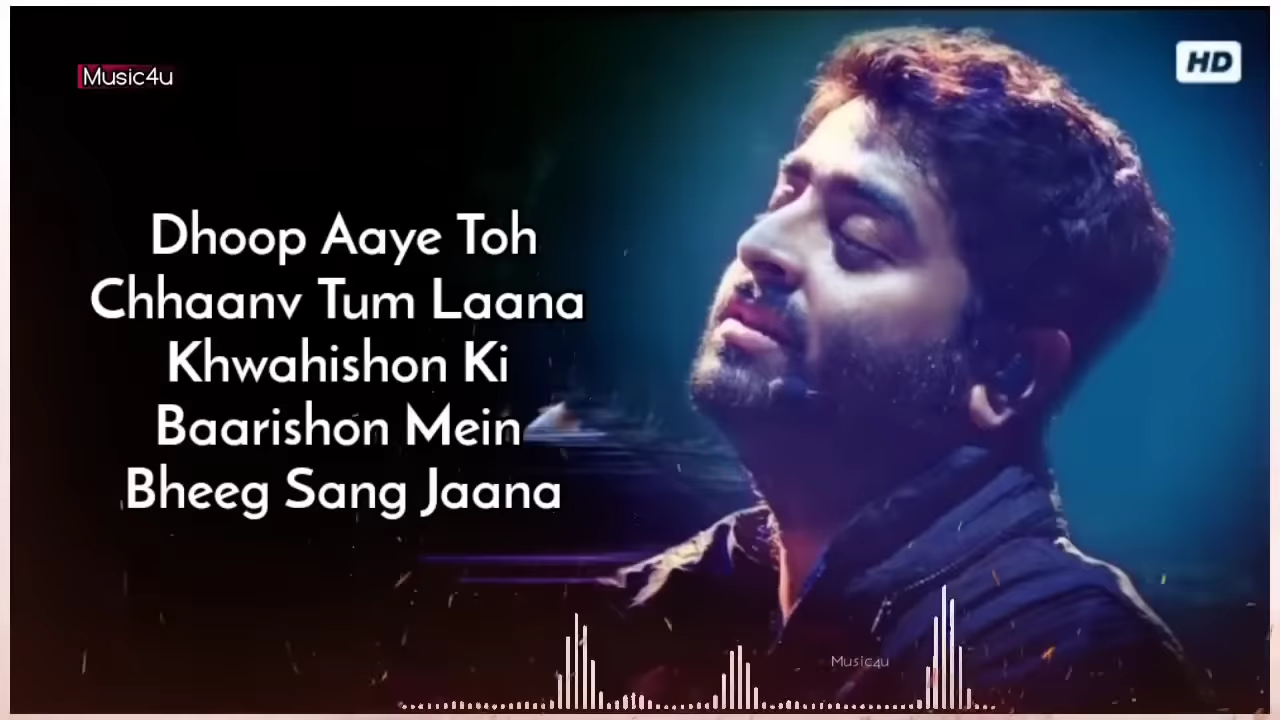 Music4u
HD
Dhoop Aaye Toh
Chhaanv Tum Laana
Khwahishon Ki
Baarishon Mein
Bheeg Sang Jaana
Music4u